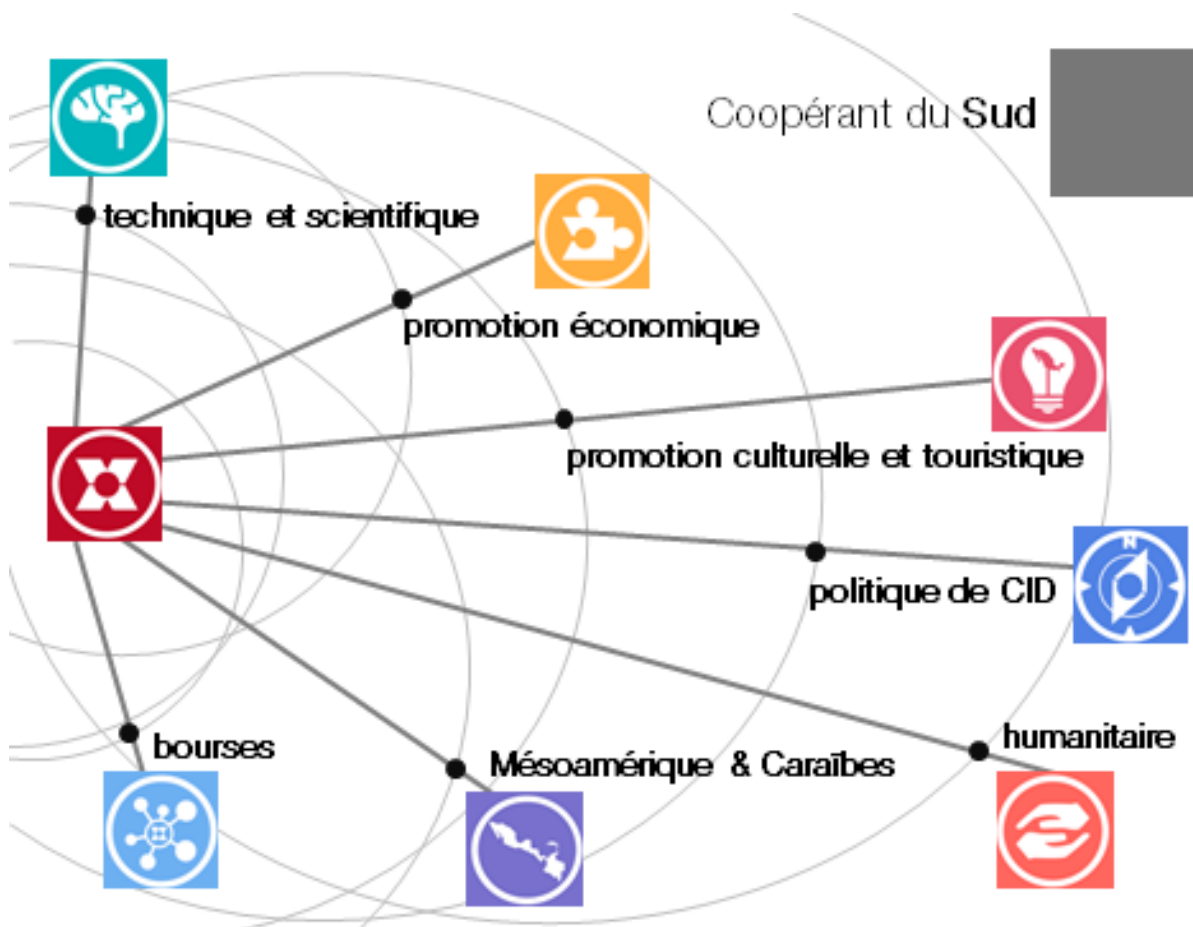 Coopérant du Sud
technique et scientifique
promotion économique
promotion culturelle et touristique
N
politique de CID
humanitaire
bourses
Mésoamérique & Caraïbes